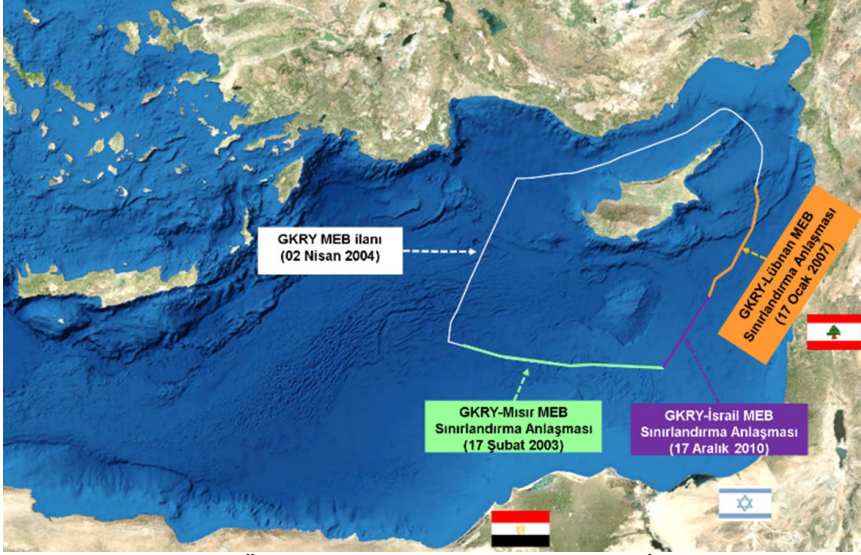 GKRY MEB ilanı
(02 Nisan 2004)
GKRY-Lübnan MEB
Sınırlandırma Anlaşması
(17 Ocak 2007)
GKRY-Mısır MEB
Sınırlandırma Anlaşması
(17 Şubat 2003)
GKRY-İsrail MEB
Sınırlandırma Anlaşması
(17 Aralık 2010)